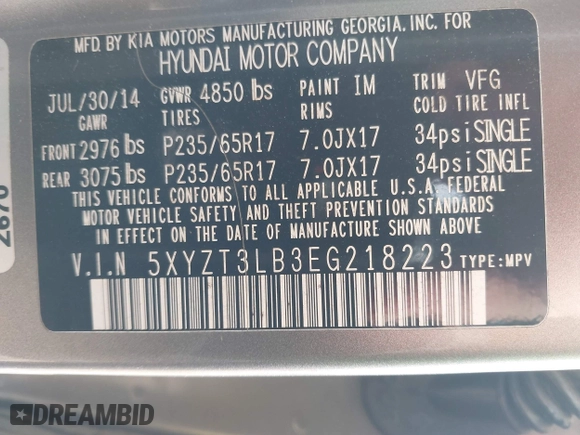 MFD. BY KIA MOTORS MANUFACTURING GEORGIA, INC. FOR
HYUNDAI MOTOR COMPANY
JUL/30/14 GVWR 4850 lbs PAINT IM TRIM VFG
GAWR TIRES RIMS COLD TIRE INFL
FRONT 2976 lbs P235/65R17 7.0JX17 34psi SINGLE
REAR 3075 lbs P235/65R17 7.0JX17 34psi SINGLE
THIS VEHICLE CONFORMS TO ALL APPLICABLE U.S.A. FEDERAL
MOTOR VEHICLE SAFETY AND THEFT PREVENTION STANDARDS
IN EFFECT ON THE DATE OF MANUFACTURE SHOWN ABOVE
V.I.N 5XYZT3LB3EG218223 TYPE:MPV
DREAMBID